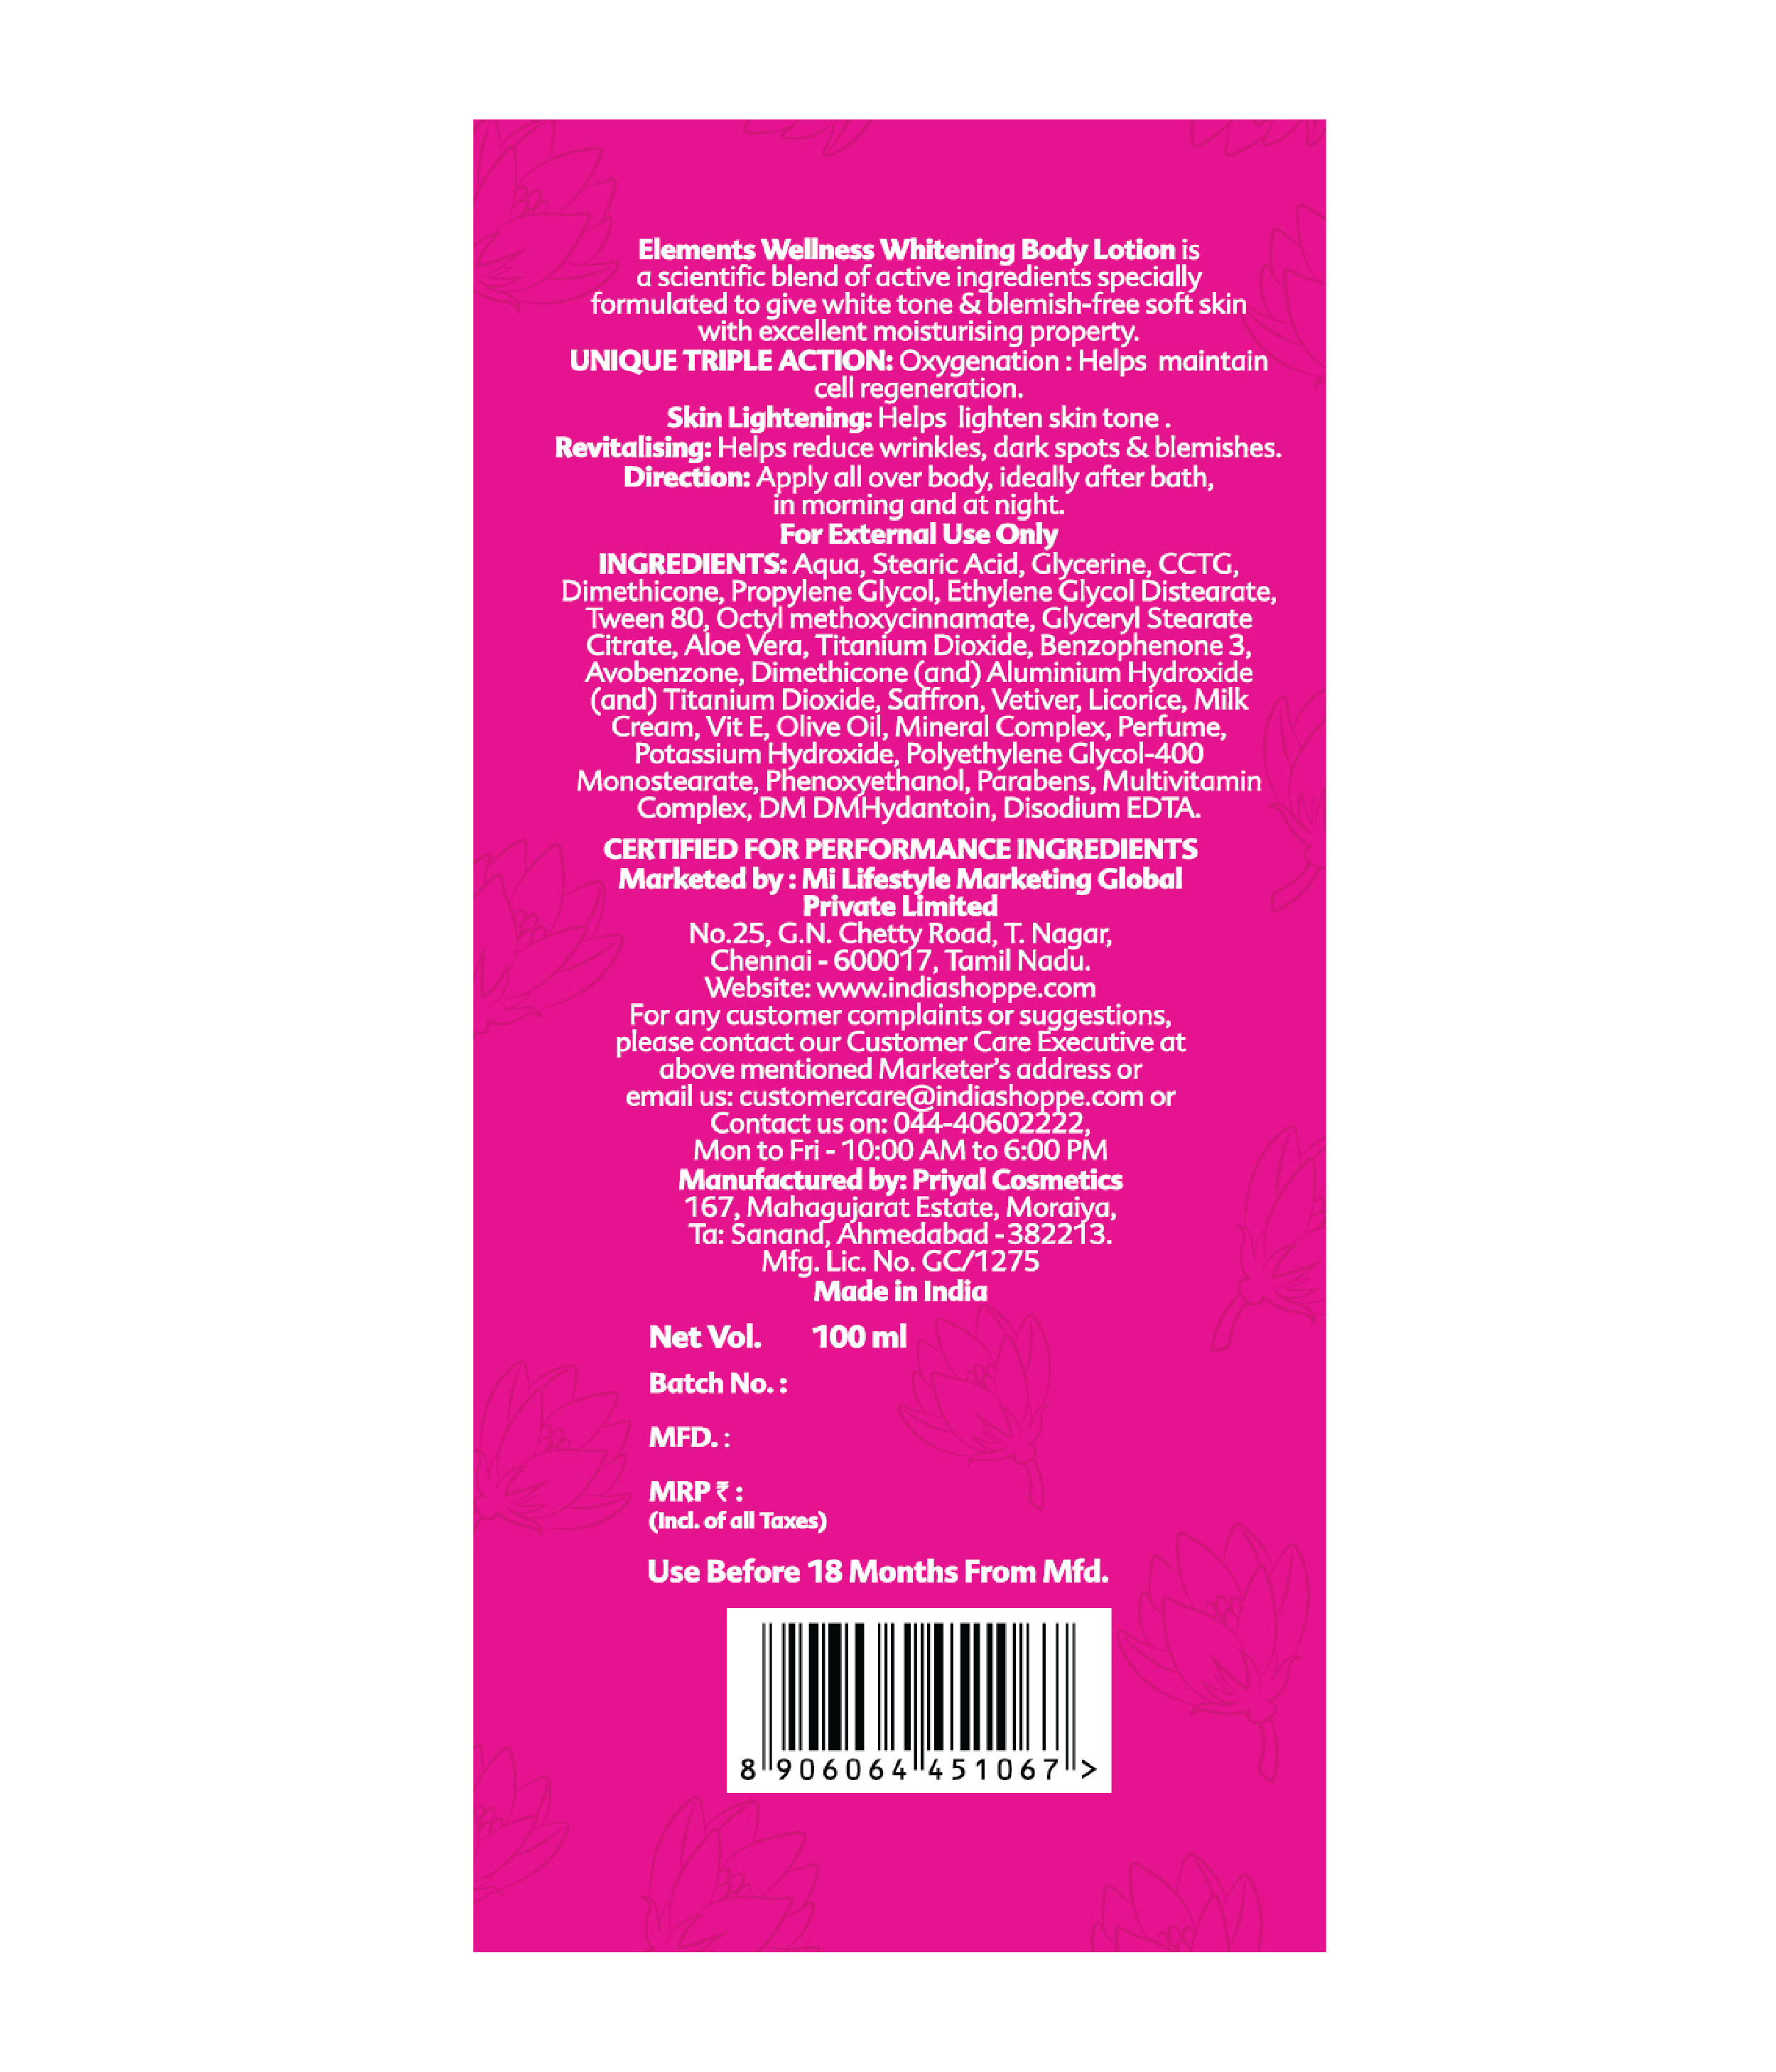 Elements Wellness Whitening Body Lotion is
a scientific blend of active ingredients specially
formulated to give white tone & blemish-free soft skin
with excellent moisturising property.
UNIQUE TRIPLE ACTION: Oxygenation : Helps maintain
cell regeneration.
Skin Lightening: Helps lighten skin tone .
Revitalising: Helps reduce wrinkles, dark spots & blemishes.
Direction: Apply all over body, ideally after bath,
in morning and at night.
For External Use Only
INGREDIENTS: Aqua, Stearic Acid, Glycerine, CCTG,
Dimethicone, Propylene Glycol, Ethylene Glycol Distearate,
Tween 80, Octyl methoxycinnamate, Glyceryl Stearate
Citrate, Aloe Vera, Titanium Dioxide, Benzophenone 3,
Avobenzone, Dimethicone (and) Aluminium Hydroxide
(and) Titanium Dioxide, Saffron, Vetiver, Licorice, Milk
Cream, Vit E, Olive Oil, Mineral Complex, Perfume,
Potassium Hydroxide, Polyethylene Glycol-400
Monostearate, Phenoxyethanol, Parabens, Multivitamin
Complex, DM DMHydantoin, Disodium EDTA.
CERTIFIED FOR PERFORMANCE INGREDIENTS
Marketed by : Mi Lifestyle Marketing Global
Private Limited
No.25, G.N. Chetty Road, T. Nagar,
Chennai - 600017, Tamil Nadu.
Website: www.indiashoppe.com
For any customer complaints or suggestions,
please contact our Customer Care Executive at
above mentioned Marketer's address or
email us: customercare@indiashoppe.com or
Contact us on: 044-40602222,
Mon to Fri - 10:00 AM to 6:00 PM
Manufactured by: Priyal Cosmetics
167, Mahagujarat Estate, Moraiya,
Ta: Sanand, Ahmedabad - 382213.
Mfg. Lic. No. GC/1275
Made in India
Net Vol. 100 ml
Batch No. :
MFD. :
MRP ₹ :
(Incl. of all Taxes)
Use Before 18 Months From Mfd.
8 906064 451067 >